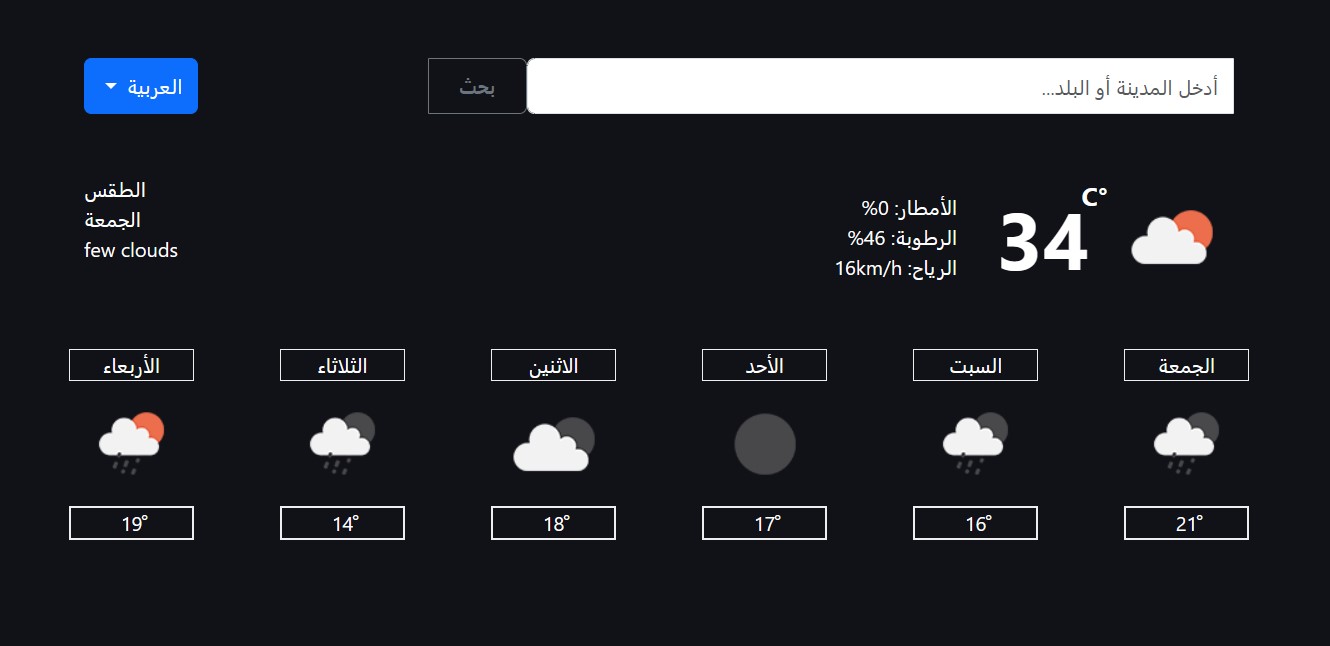 أدخل المدينة أو البلد...
بحث
العربية
C°
34
الأمطار: 0%
الرطوبة: 46%
الرياح: 16km/h
الطقس
الجمعة
few clouds
الجمعة
السبت
الأحد
الاثنين
الثلاثاء
الأربعاء
21°
16°
17°
18°
14°
19°